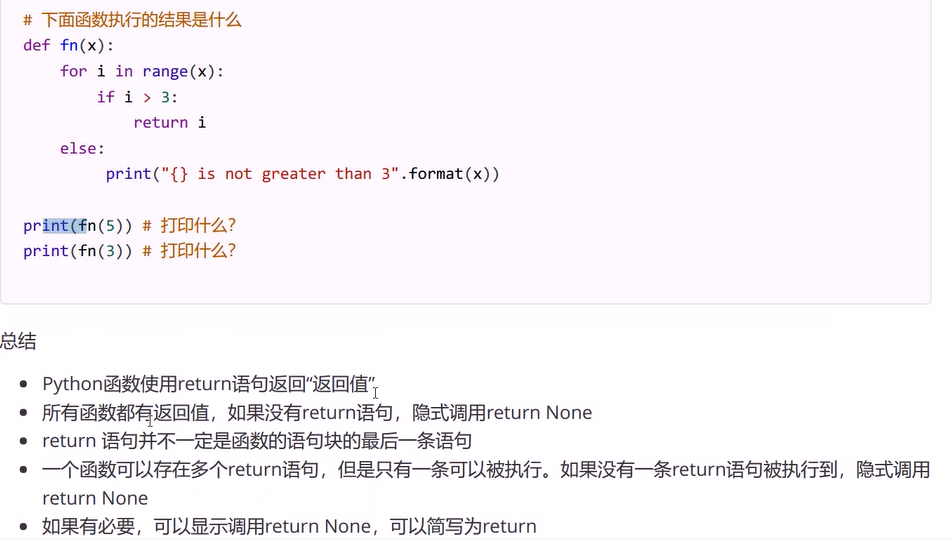 # 下面函数执行的结果是什么
def fn(x):
    for i in range(x):
        if i > 3:
            return i
    else:
         print("{} is not greater than 3".format(x))
print(fn(5)) # 打印什么?
print(fn(3)) # 打印什么?
总结
• Python函数使用return语句返回“返回值”
• 所有函数都有返回值，如果没有return语句，隐式调用return None
• return 语句并不一定是函数的语句块的最后一条语句
• 一个函数可以存在多个return语句，但是只有一条可以被执行。如果没有一条return语句被执行到，隐式调用
return None
• 如果有必要，可以显示调用return None，可以简写为return